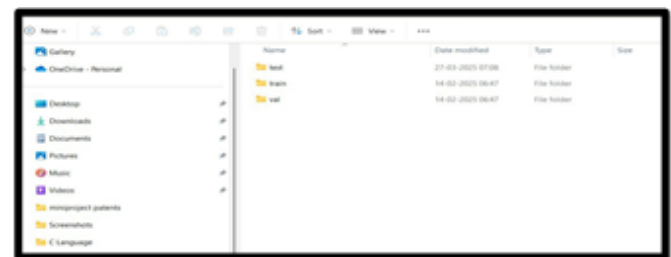 New
Sort
View
Gallery
OneDrive - Personal
Desktop
Downloads
Documents
Pictures
Music
Videos
miniproject patents
Screenshots
C Language
Name Date modified Type Size
test 27-03-2025 07:08 File folder
train 14-02-2025 06:47 File folder
val 14-02-2025 06:47 File folder